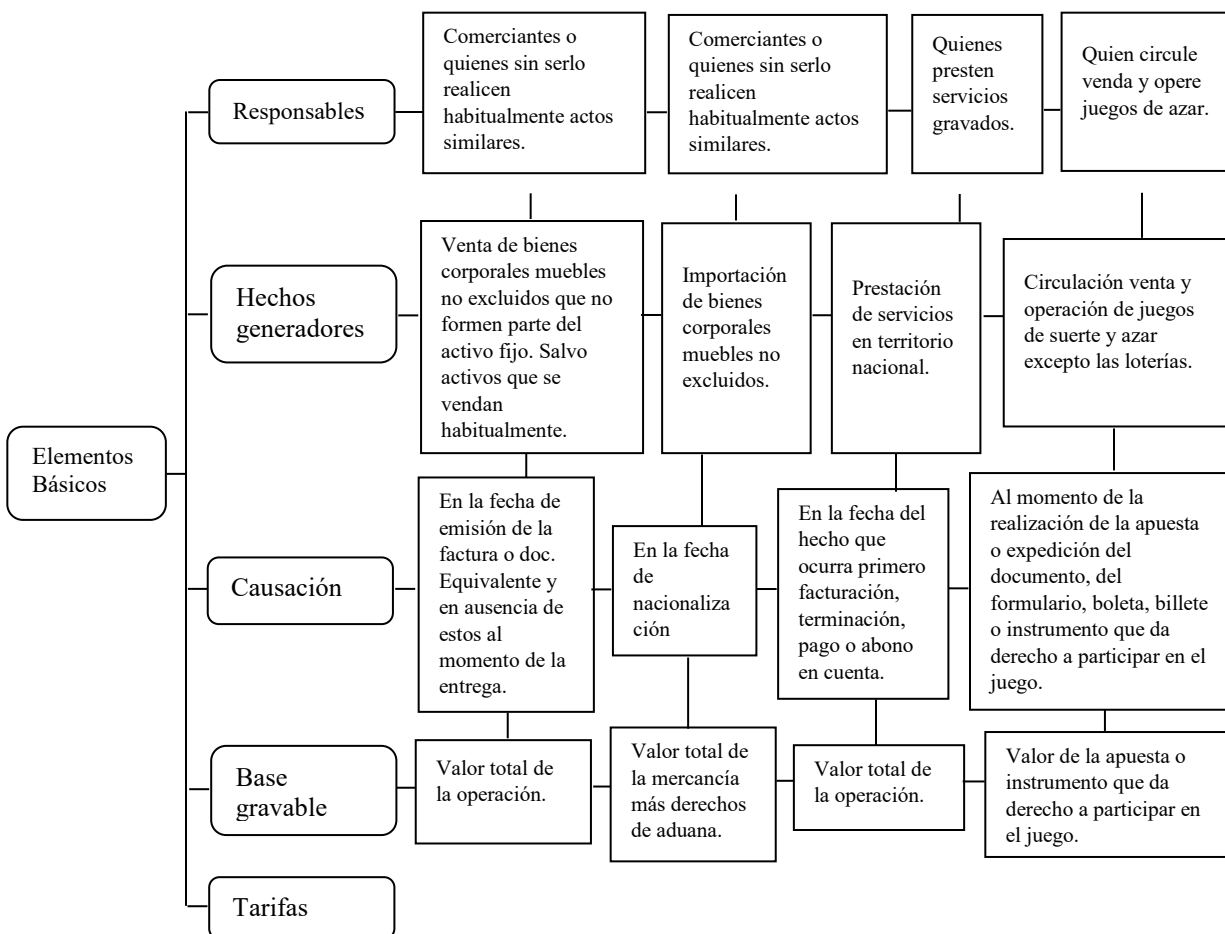 Responsables
Comerciantes o
quienes sin serlo
realicen
habitualmente actos
similares.
Comerciantes o
quienes sin serlo
realicen
habitualmente actos
similares.
Quienes
presten
servicios
gravados.
Quien circule
venda y opere
juegos de azar.
Hechos
generadores
Venta de bienes
corporales muebles
no excluidos que no
formen parte del
activo fijo. Salvo
activos que se
vendan
habitualmente.
Importación
de bienes
corporales
muebles no
excluidos.
Prestación
de servicios
en territorio
nacional.
Circulación venta y
operación de juegos
de suerte y azar
excepto las loterías.
Elementos
Básicos
Causación
En la fecha de
emisión de la
factura o doc.
Equivalente y
en ausencia de
estos al
momento de la
entrega.
En la fecha
de
nacionaliza
ción
En la fecha del
hecho que
ocurra primero
facturación,
terminación,
pago o abono
en cuenta.
Al momento de la
realización de la apuesta
o expedición del
documento, del
formulario, boleta, billete
o instrumento que da
derecho a participar en el
juego.
Base
gravable
Valor total de
la operación.
Valor total de
la mercancía
más derechos
de aduana.
Valor total de
la operación.
Valor de la apuesta o
instrumento que da
derecho a participar en
el juego.
Tarifas